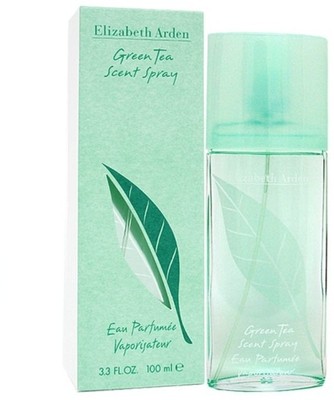 Elizabeth Arden
Green Tea
Scent Spray
Eau Parfumée
Vaporisateur
3.3 FL.OZ. 100 ml e
Elizabeth Arden
Green Tea
Scent Spray
Eau Parfumée